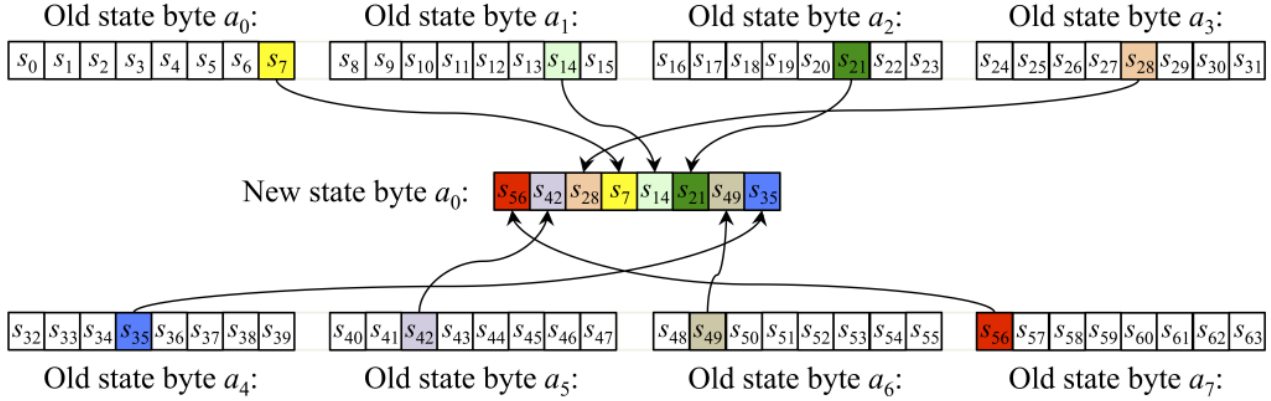 Old state byte a₀: Old state byte a₁: Old state byte a₂: Old state byte a₃:
s₀ s₁ s₂ s₃ s₄ s₅ s₆ s₇ s₈ s₉ s₁₀ s₁₁ s₁₂ s₁₃ s₁₄ s₁₅ s₁₆ s₁₇ s₁₈ s₁₉ s₂₀ s₂₁ s₂₂ s₂₃ s₂₄ s₂₅ s₂₆ s₂₇ s₂₈ s₂₉ s₃₀ s₃₁
New state byte a₀: s₅₆ s₄₂ s₂₈ s₇ s₁₄ s₂₁ s₄₉ s₃₅
s₃₂ s₃₃ s₃₄ s₃₅ s₃₆ s₃₇ s₃₈ s₃₉ s₄₀ s₄₁ s₄₂ s₄₃ s₄₄ s₄₅ s₄₆ s₄₇ s₄₈ s₄₉ s₅₀ s₅₁ s₅₂ s₅₃ s₅₄ s₅₅ s₅₆ s₅₇ s₅₈ s₅₉ s₆₀ s₆₁ s₆₂ s₆₃
Old state byte a₄: Old state byte a₅: Old state byte a₆: Old state byte a₇: